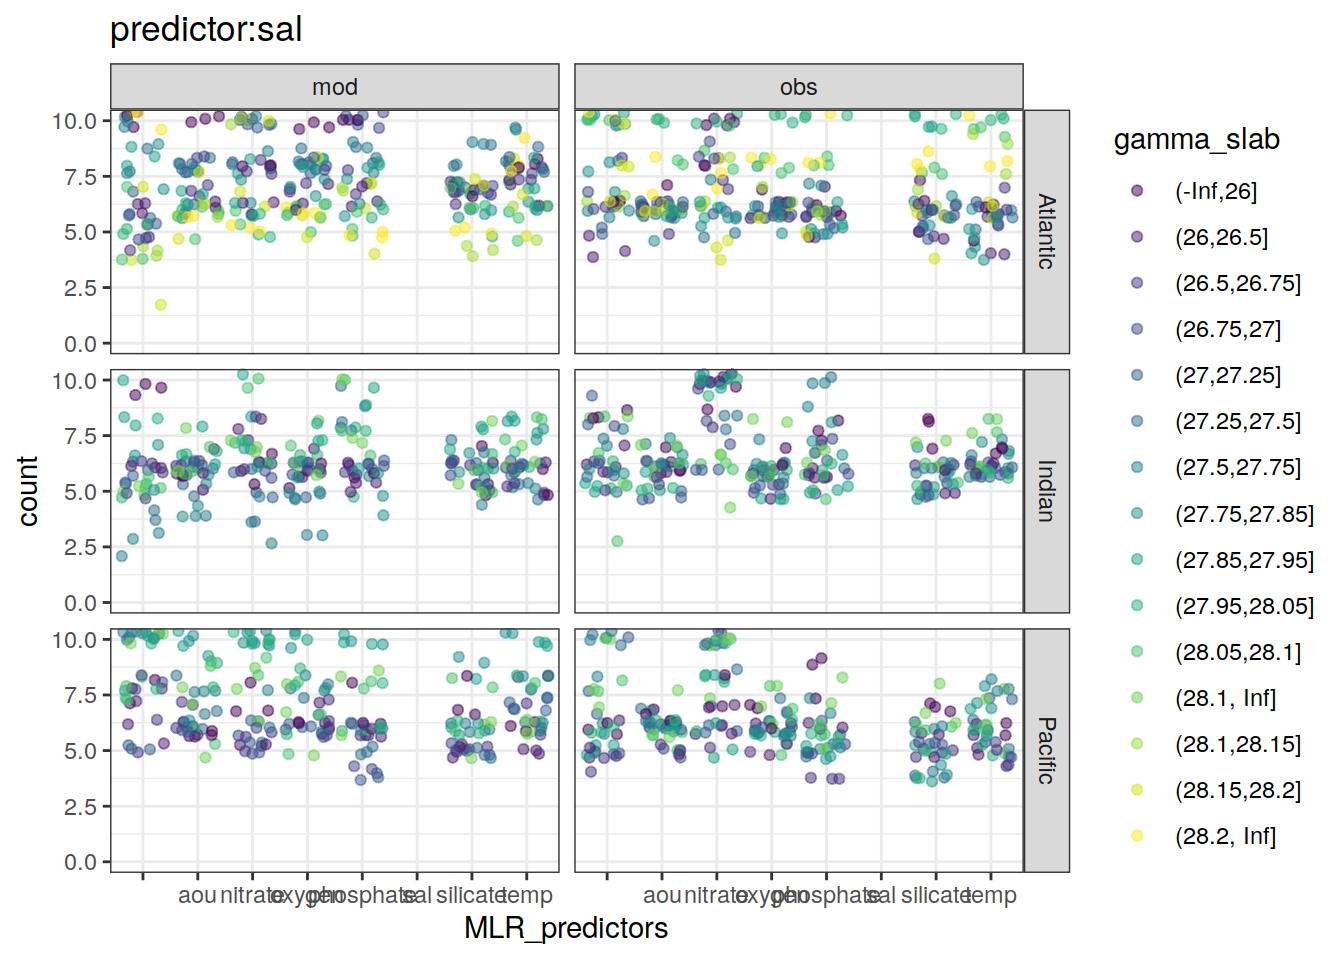 predictor:sal
mod
obs
10.0
7.5
5.0
2.5
0.0
Atlantic
10.0
7.5
5.0
2.5
0.0
Indian
10.0
7.5
5.0
2.5
0.0
Pacific
count
aou nitrate oxygen phosphate sal silicate temp
aou nitrate oxygen phosphate sal silicate temp
MLR_predictors
gamma_slab
(-Inf,26]
(26,26.5]
(26.5,26.75]
(26.75,27]
(27,27.25]
(27.25,27.5]
(27.5,27.75]
(27.75,27.85]
(27.85,27.95]
(27.95,28.05]
(28.05,28.1]
(28.1, Inf]
(28.1,28.15]
(28.15,28.2]
(28.2, Inf]